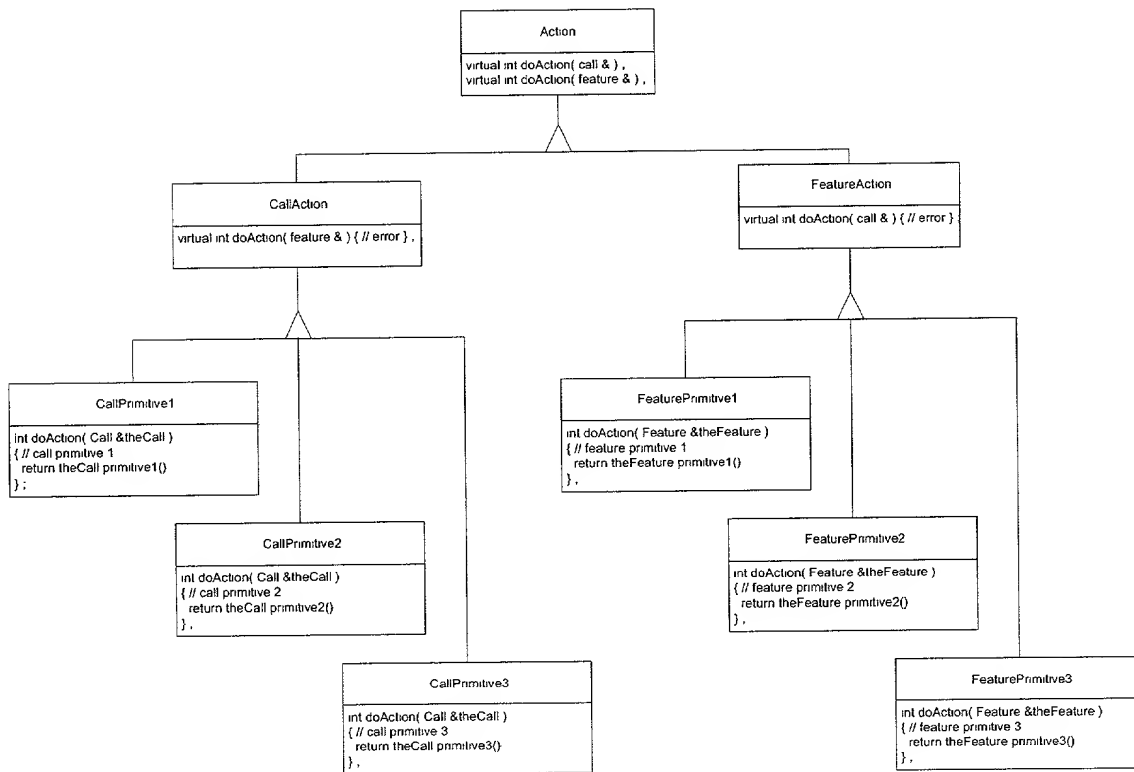 Action
virtual int doAction( call & ) ,
virtual int doAction( feature & ) ,
CallAction
virtual int doAction( feature & ) { // error } ,
FeatureAction
virtual int doAction( call & ) { // error }
CallPrimitive1
int doAction( Call &theCall )
{ // call primitive 1
return theCall primitive1()
} ;
FeaturePrimitive1
int doAction( Feature &theFeature )
{ // feature primitive 1
return theFeature primitive1()
} ,
CallPrimitive2
int doAction( Call &theCall )
{ // call primitive 2
return theCall primitive2()
} ,
FeaturePrimitive2
int doAction( Feature &theFeature )
{ // feature primitive 2
return theFeature primitive2()
} ,
CallPrimitive3
int doAction( Call &theCall )
{ // call primitive 3
return theCall primitive3()
} ,
FeaturePrimitive3
int doAction( Feature &theFeature )
{ // feature primitive 3
return theFeature primitive3()
} ,